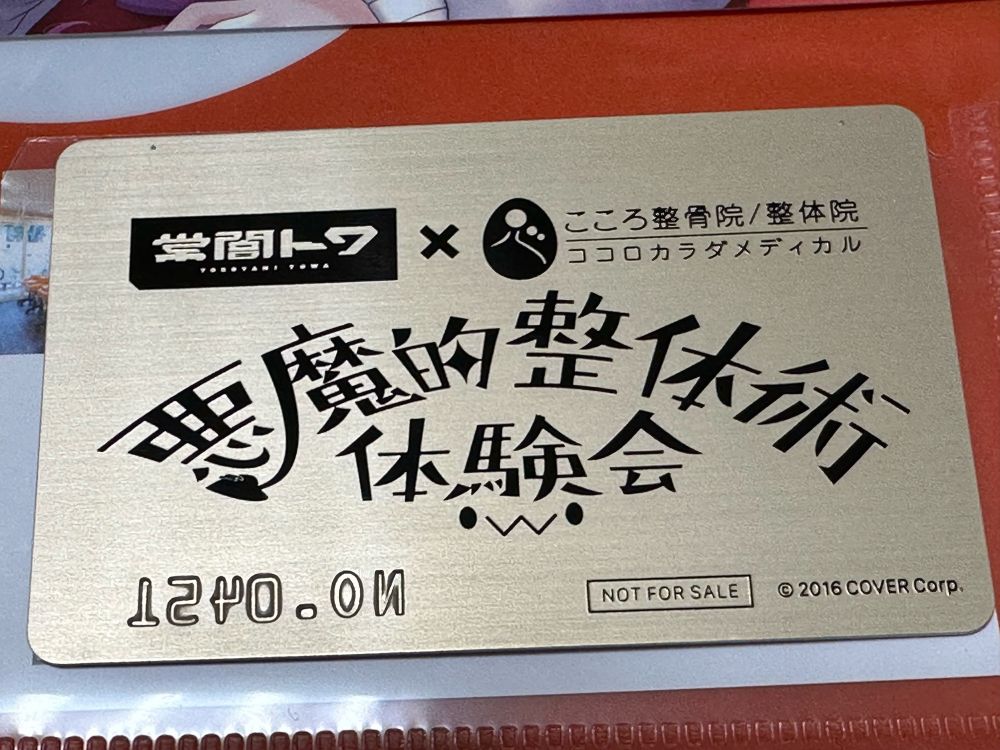 常闇トワ × こころ整骨院/整体院
TOKOYAMI TOWA ココロカラダメディカル
悪魔的整体術
体験会
NOT FOR SALE © 2016 COVER Corp.